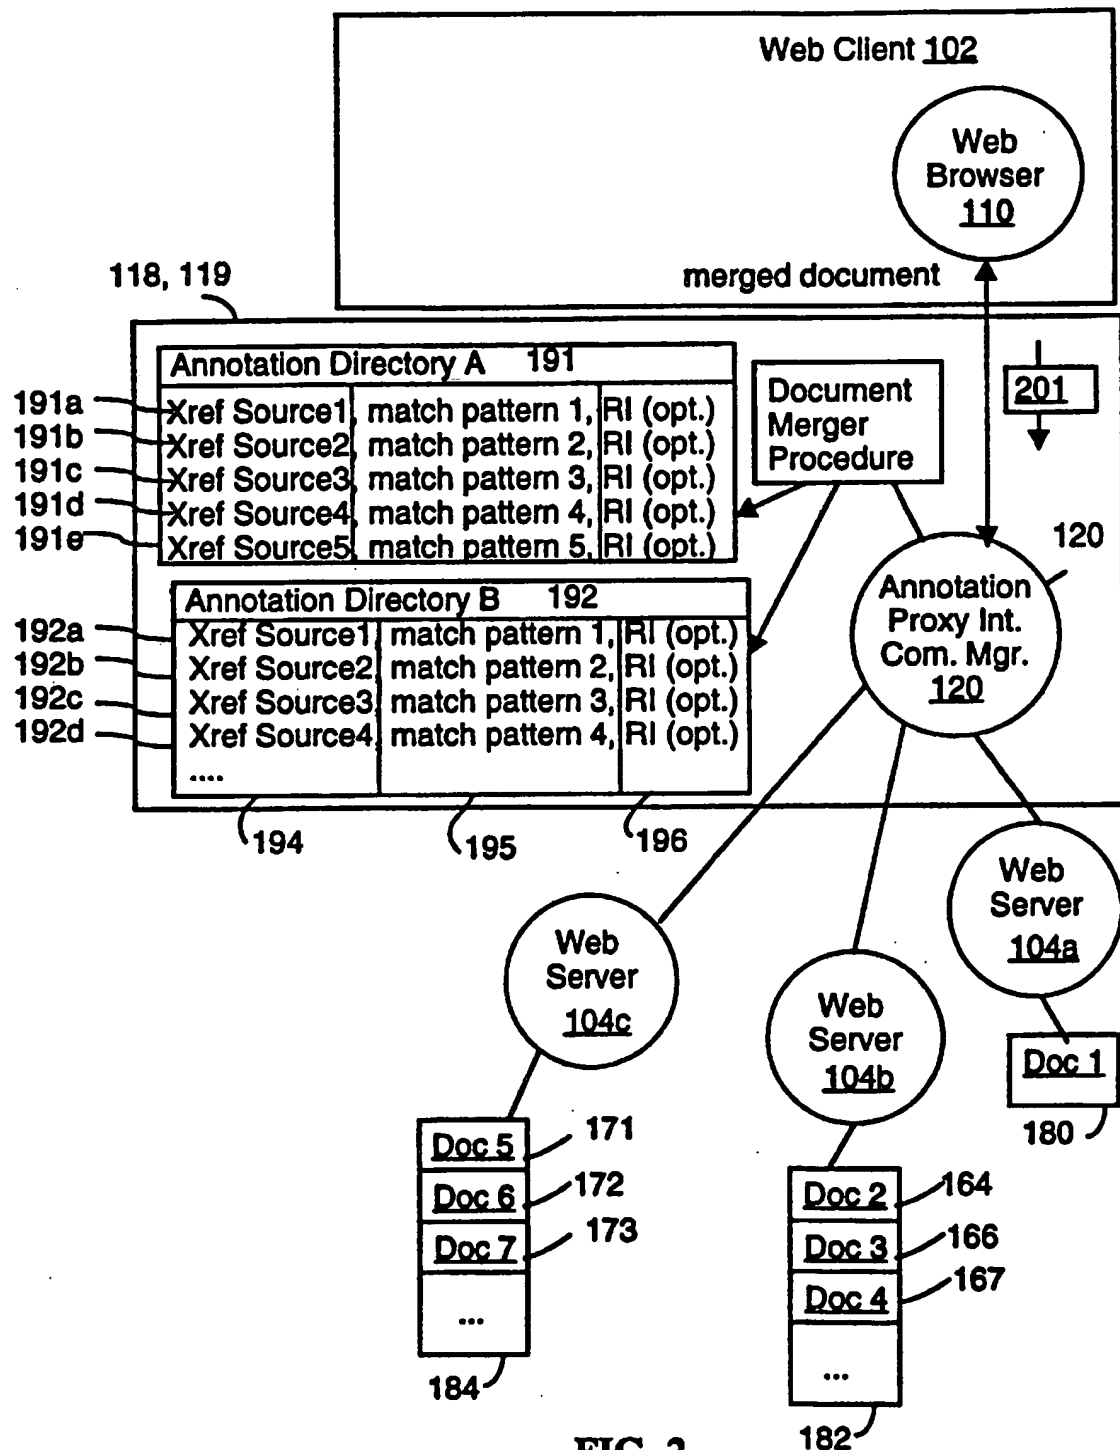 Web Client 102
Web
Browser
110
merged document
118, 119
Annotation Directory A 191
191a Xref Source1, match pattern 1, RI (opt.)
191b Xref Source2, match pattern 2, RI (opt.)
191c Xref Source3, match pattern 3, RI (opt.)
191d Xref Source4, match pattern 4, RI (opt.)
191e Xref Source5, match pattern 5, RI (opt.)
Document
Merger
Procedure
201
120
Annotation
Proxy Int.
Com. Mgr.
120
Annotation Directory B 192
192a Xref Source1, match pattern 1, RI (opt.)
192b Xref Source2, match pattern 2, RI (opt.)
192c Xref Source3, match pattern 3, RI (opt.)
192d Xref Source4, match pattern 4, RI (opt.)
....
194
195
196
Web
Server
104a
Doc 1
180
Web
Server
104c
Doc 5 171
Doc 6 172
Doc 7 173
...
184
Web
Server
104b
Doc 2 164
Doc 3 166
Doc 4 167
...
182